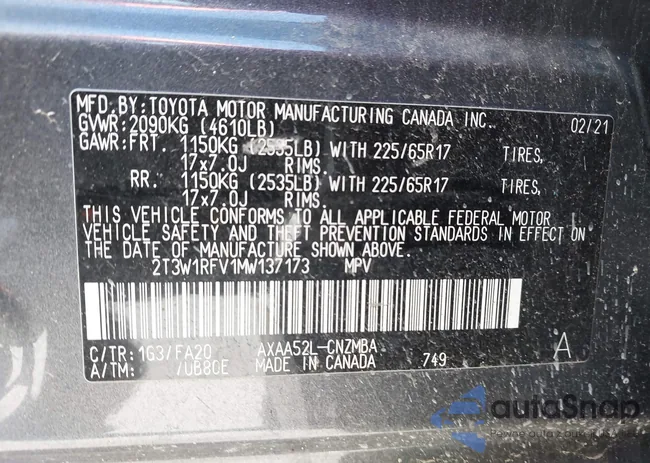 MFD.BY:TOYOTA MOTOR MANUFACTURING CANADA INC. 02/21
GVWR:2090KG (4610LB)
GAWR:FRT. 1150KG (2535LB) WITH 225/65R17 TIRES,
17x7.0J RIMS.
RR. 1150KG (2535LB) WITH 225/65R17 TIRES,
17x7.0J RIMS.
THIS VEHICLE CONFORMS TO ALL APPLICABLE FEDERAL MOTOR
VEHICLE SAFETY AND THEFT PREVENTION STANDARDS IN EFFECT ON
THE DATE OF MANUFACTURE SHOWN ABOVE.
2T3W1RFV1MW137173 MPV
C/TR:1G3/FA20 AXAA52L-CNZMBA A
A/TM: /UB80E MADE IN CANADA 749
autoSnap
Pewne auto z